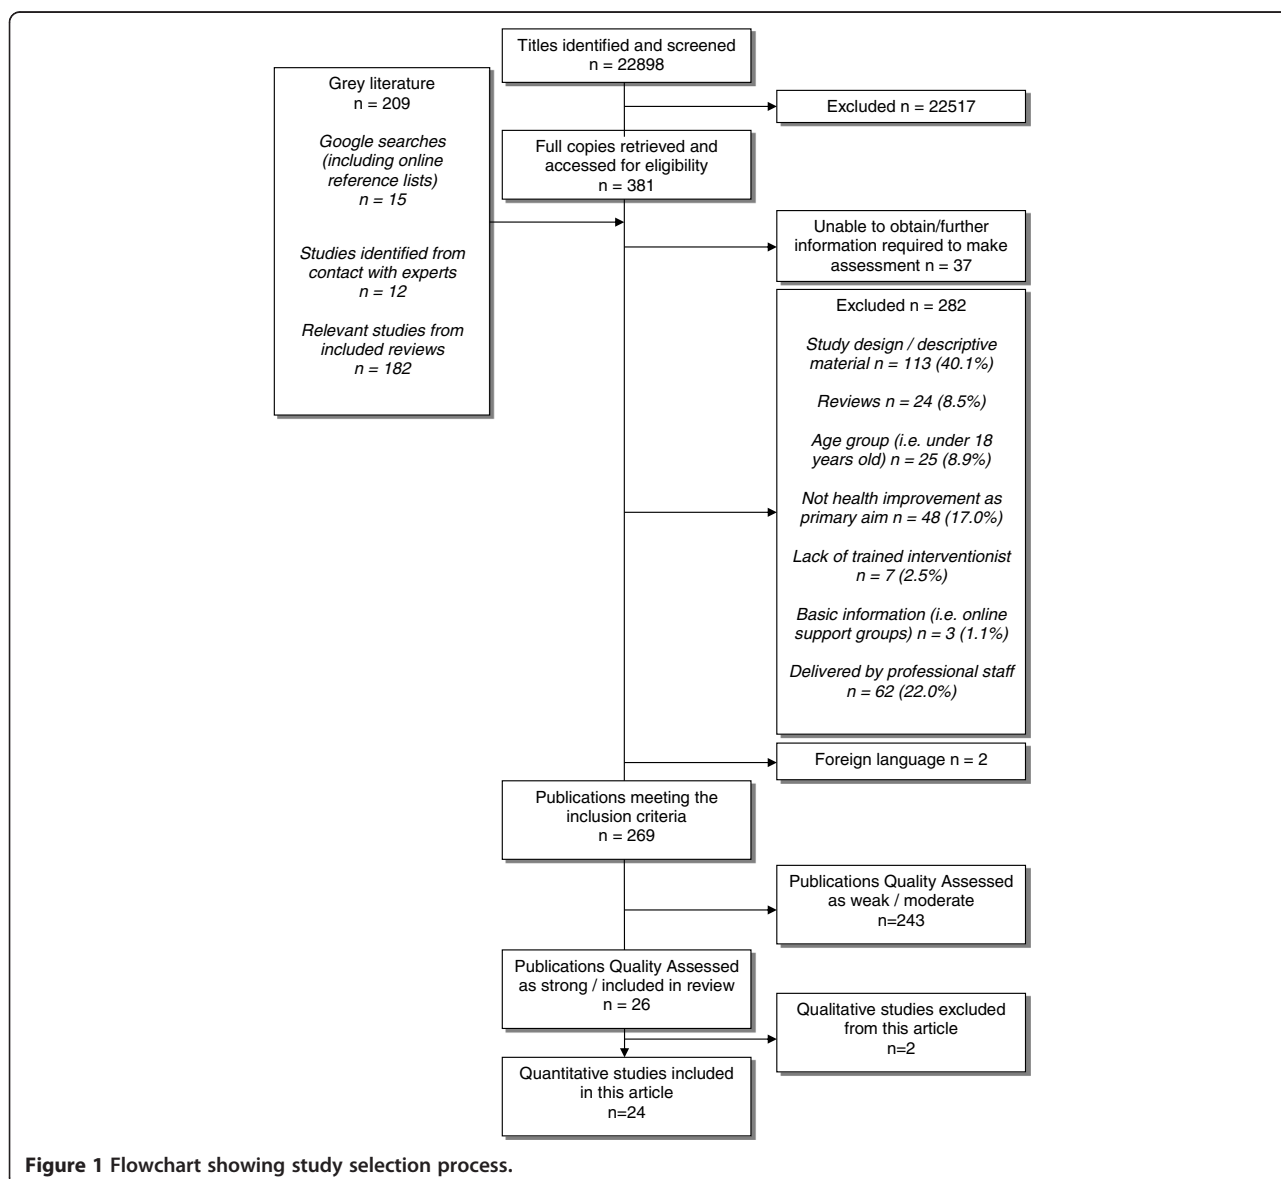 Titles identified and screened
n = 22898
Grey literature
n = 209
Google searches
(including online
reference lists)
n = 15
Studies identified from
contact with experts
n = 12
Relevant studies from
included reviews
n = 182
Excluded n = 22517
Full copies retrieved and
accessed for eligibility
n = 381
Unable to obtain/further
information required to make
assessment n = 37
Excluded n = 282
Study design / descriptive
material n = 113 (40.1%)
Reviews n = 24 (8.5%)
Age group (i.e. under 18
years old) n = 25 (8.9%)
Not health improvement as
primary aim n = 48 (17.0%)
Lack of trained interventionist
n = 7 (2.5%)
Basic information (i.e. online
support groups) n = 3 (1.1%)
Delivered by professional staff
n = 62 (22.0%)
Foreign language n = 2
Publications meeting the
inclusion criteria
n = 269
Publications Quality Assessed
as weak / moderate
n=243
Publications Quality Assessed
as strong / included in review
n = 26
Qualitative studies excluded
from this article
n=2
Quantitative studies included
in this article
n=24
Figure 1 Flowchart showing study selection process.